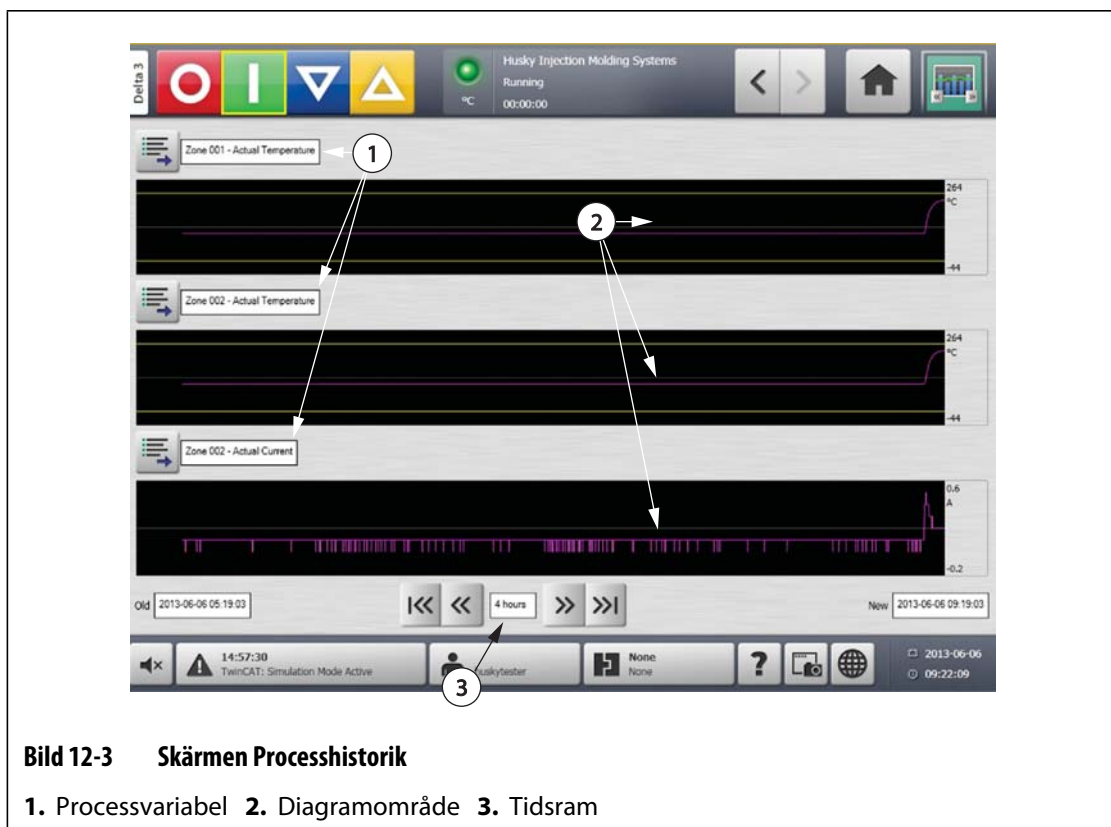 Delta 3
Husky Injection Molding Systems
Running
°C
00:00:00
Zone 001 - Actual Temperature
1
264
°C
2
-44
Zone 002 - Actual Temperature
264
°C
-44
Zone 002 - Actual Current
0.6
A
-0.2
Old 2013-06-06 05:19:03
4 hours
New 2013-06-06 09:19:03
14:57:30
TwinCAT: Simulation Mode Active
None
None
?
2013-06-06
09:22:09
3
Bild 12-3 Skärmen Processhistorik
1. Processvariabel 2. Diagramområde 3. Tidsram